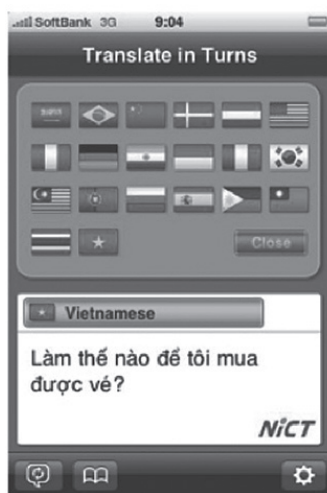 SoftBank 3G 9:04
Translate in Turns
Close
Vietnamese
Làm thế nào để tôi mua
được vé?
NiCT